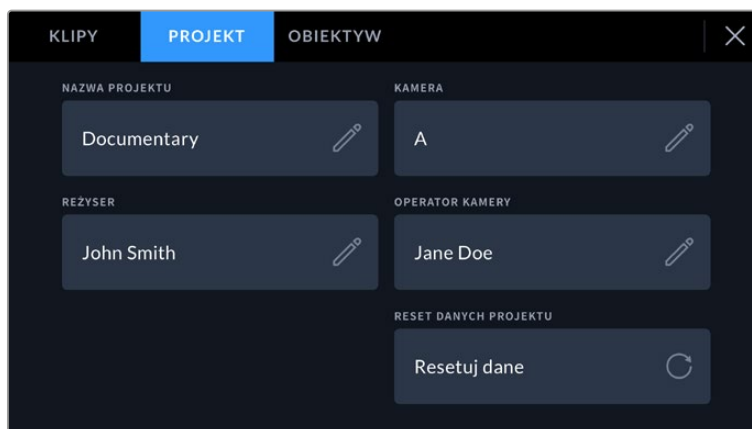 KLIPY PROJEKT OBIEKTYW
NAZWA PROJEKTU KAMERA
Documentary A
REŻYSER OPERATOR KAMERY
John Smith Jane Doe
RESET DANYCH PROJEKTU
Resetuj dane